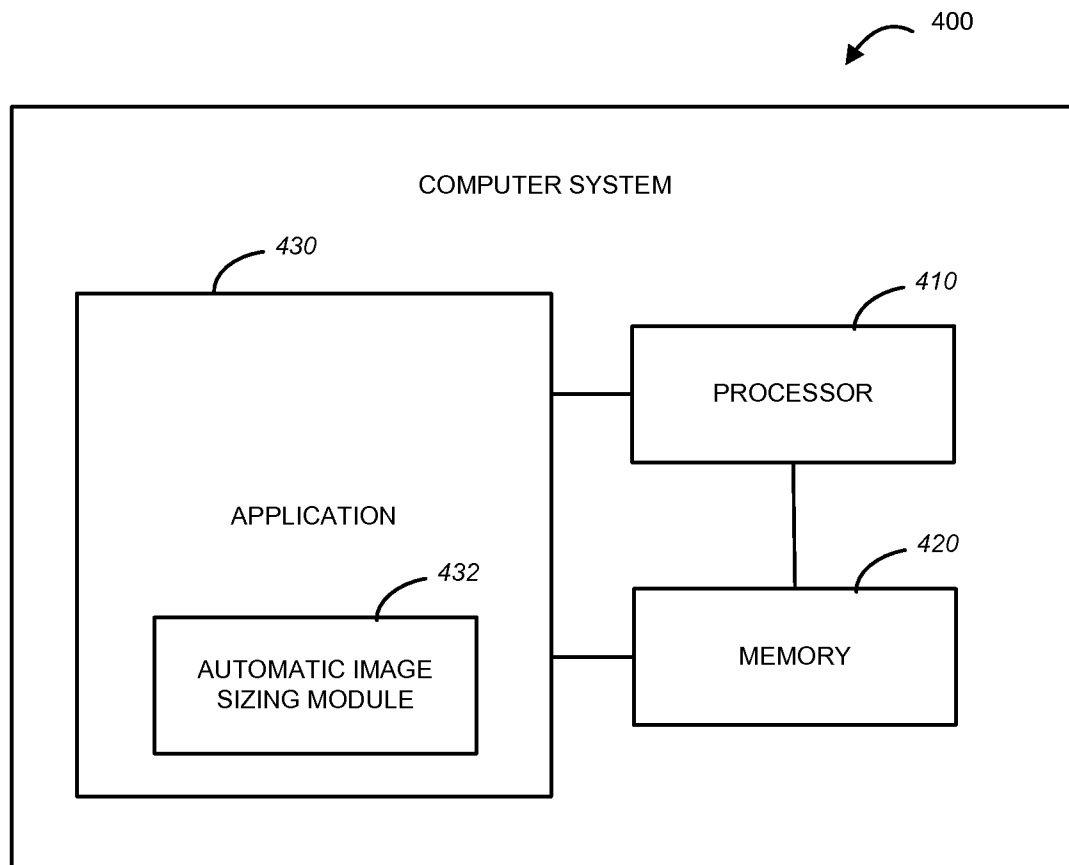 400
COMPUTER SYSTEM
430
410
PROCESSOR
APPLICATION
420
432
MEMORY
AUTOMATIC IMAGE
SIZING MODULE